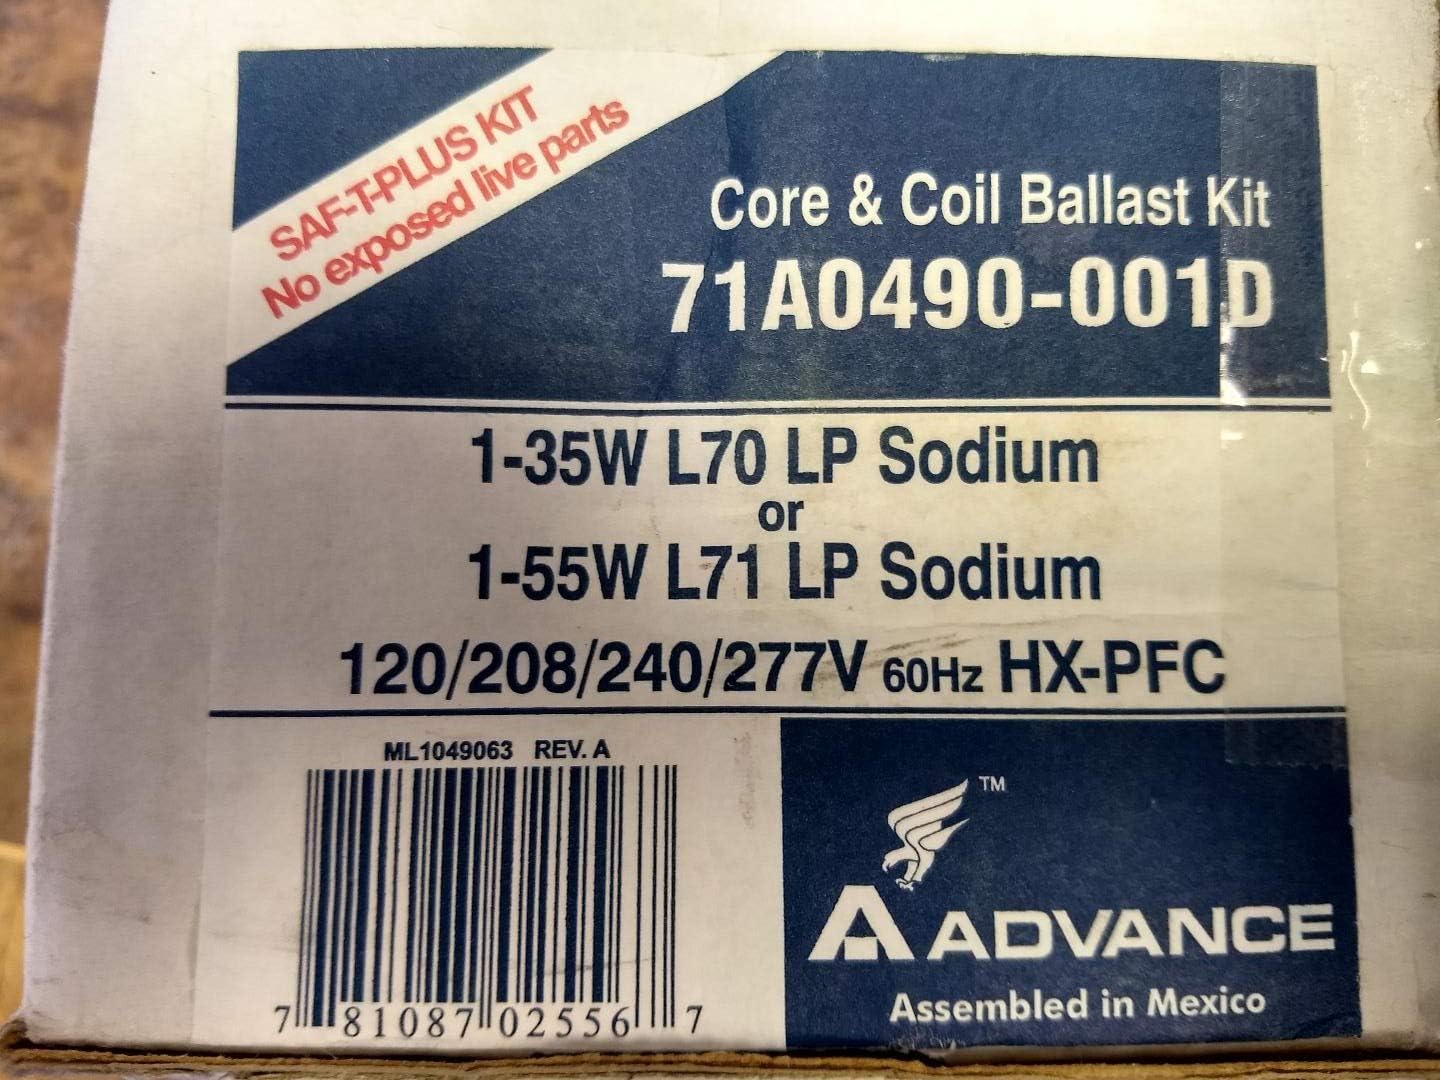 SAF-T-PLUS KIT
No exposed live parts
Core & Coil Ballast Kit
71A0490-001D
1-35W L70 LP Sodium
or
1-55W L71 LP Sodium
120/208/240/277V 60Hz HX-PFC
ML1049063 REV. A
7 81087 02556 7
TM
ADVANCE
Assembled in Mexico